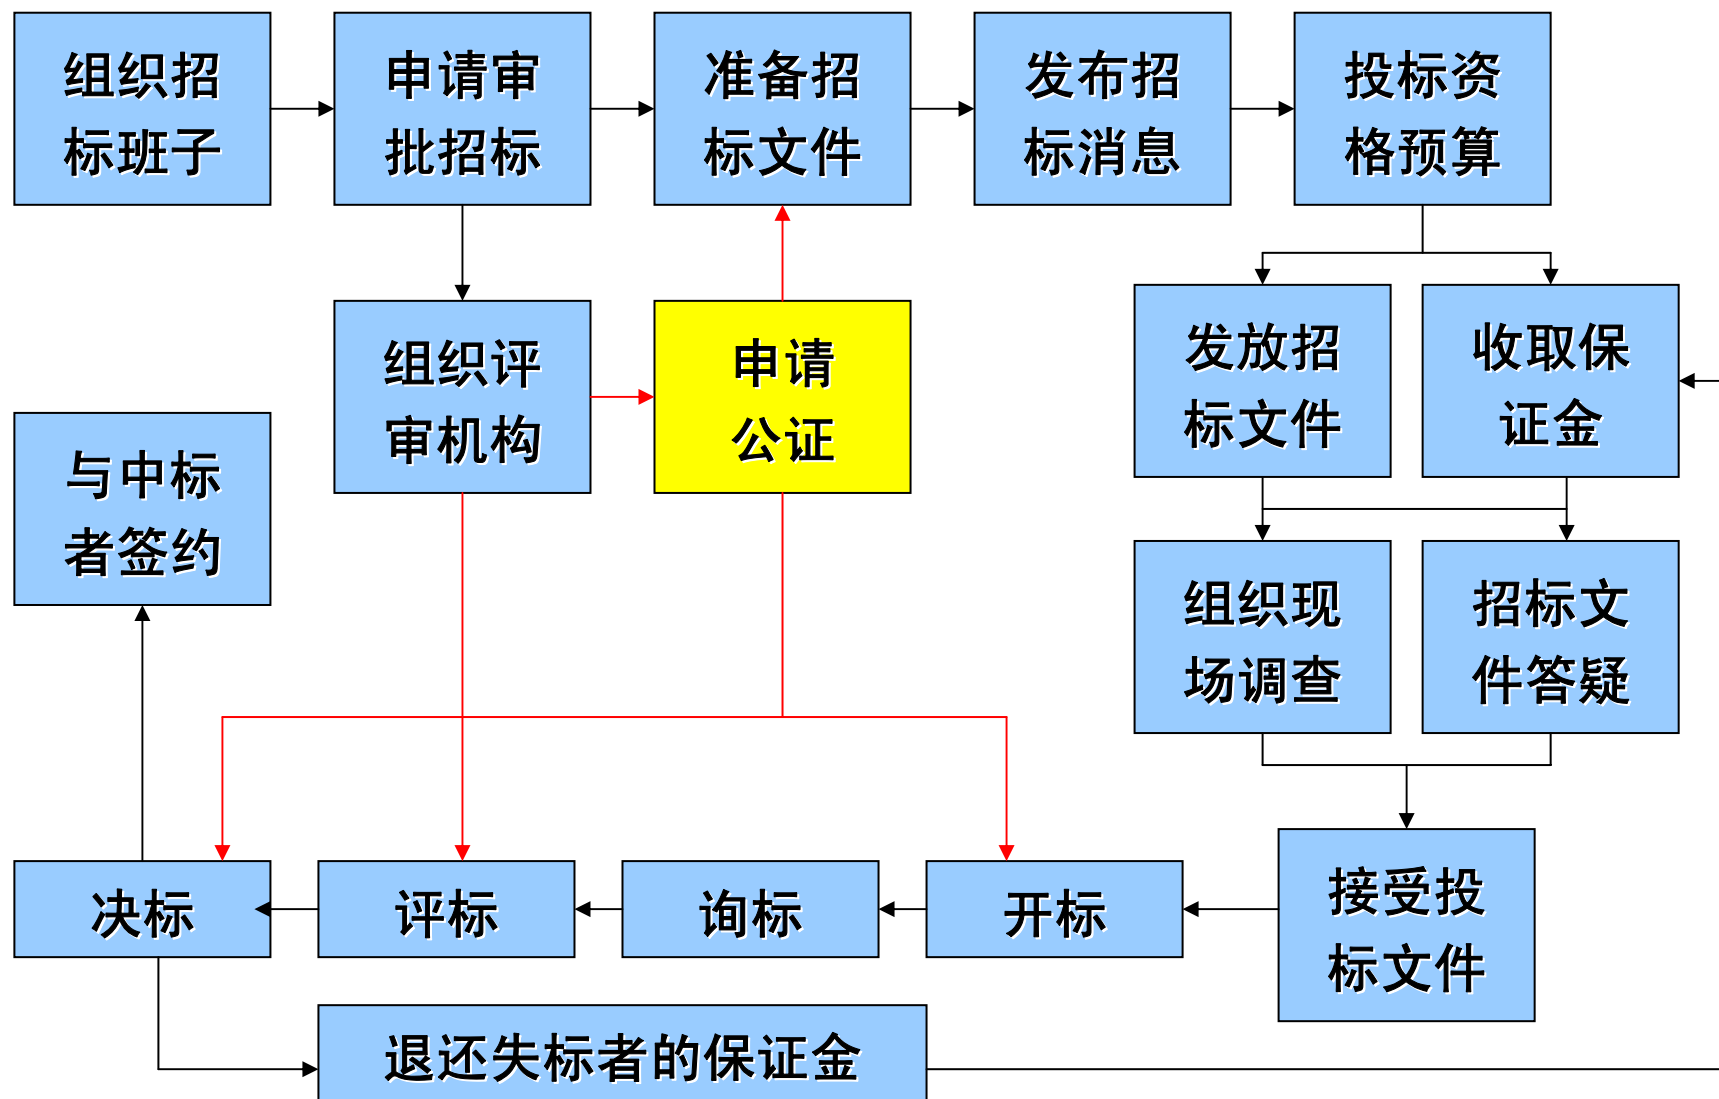 组织招
标班子
申请审
批招标
准备招
标文件
发布招
标消息
投标资
格预算
组织评
审机构
申请
公证
发放招
标文件
收取保
证金
与中标
者签约
组织现
场调查
招标文
件答疑
决标
评标
询标
开标
接受投
标文件
退还失标者的保证金